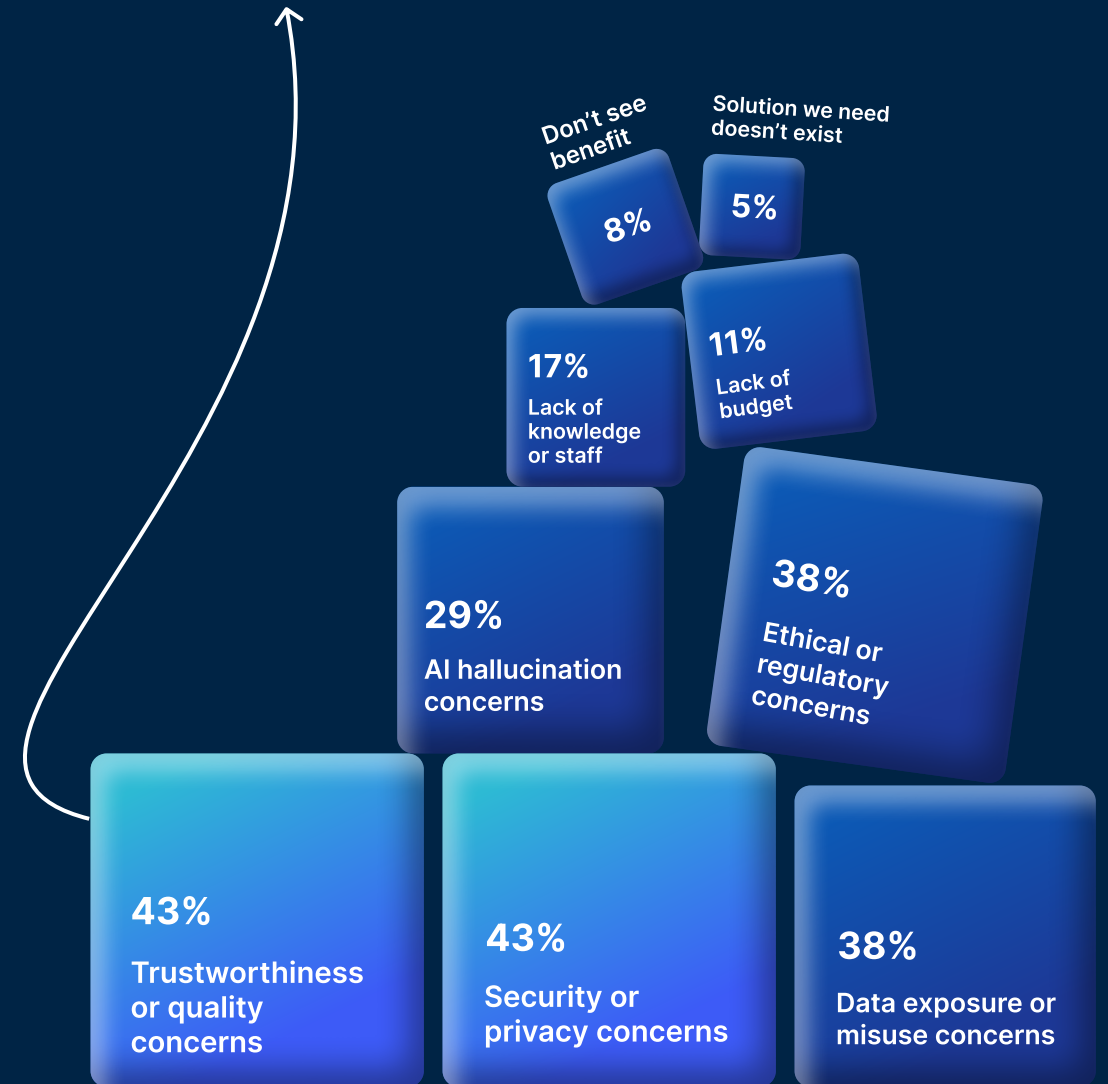 Don’t see
benefit
8%
Solution we need
doesn’t exist
5%
17%
Lack of
knowledge
or staff
11%
Lack of
budget
29%
AI hallucination
concerns
38%
Ethical or
regulatory
concerns
43%
Trustworthiness
or quality
concerns
43%
Security or
privacy concerns
38%
Data exposure or
misuse concerns